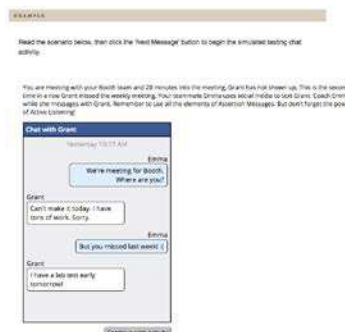 EXAMPLE
Read the scenario below, then click the 'Next Message' button to begin the simulated texting chat
activity.
You are meeting with your Booth team and 20 minutes into the meeting, Grant has not shown up. This is the second
time in a row Grant missed the weekly meeting. Your teammate Emma uses social media to text Grant. Coach Emma
while she messages with Grant. Remember to use all the elements of Assertion Messages. But don't forget the pow
of Active Listening!
Chat with Grant
Yesterday 10:17 AM
Emma
We're meeting for Booth.
Where are you?
Grant
Can't make it today. I have
tons of work. Sorry.
Emma
But you missed last week! :(
Grant
I have a lab test early
tomorrow!